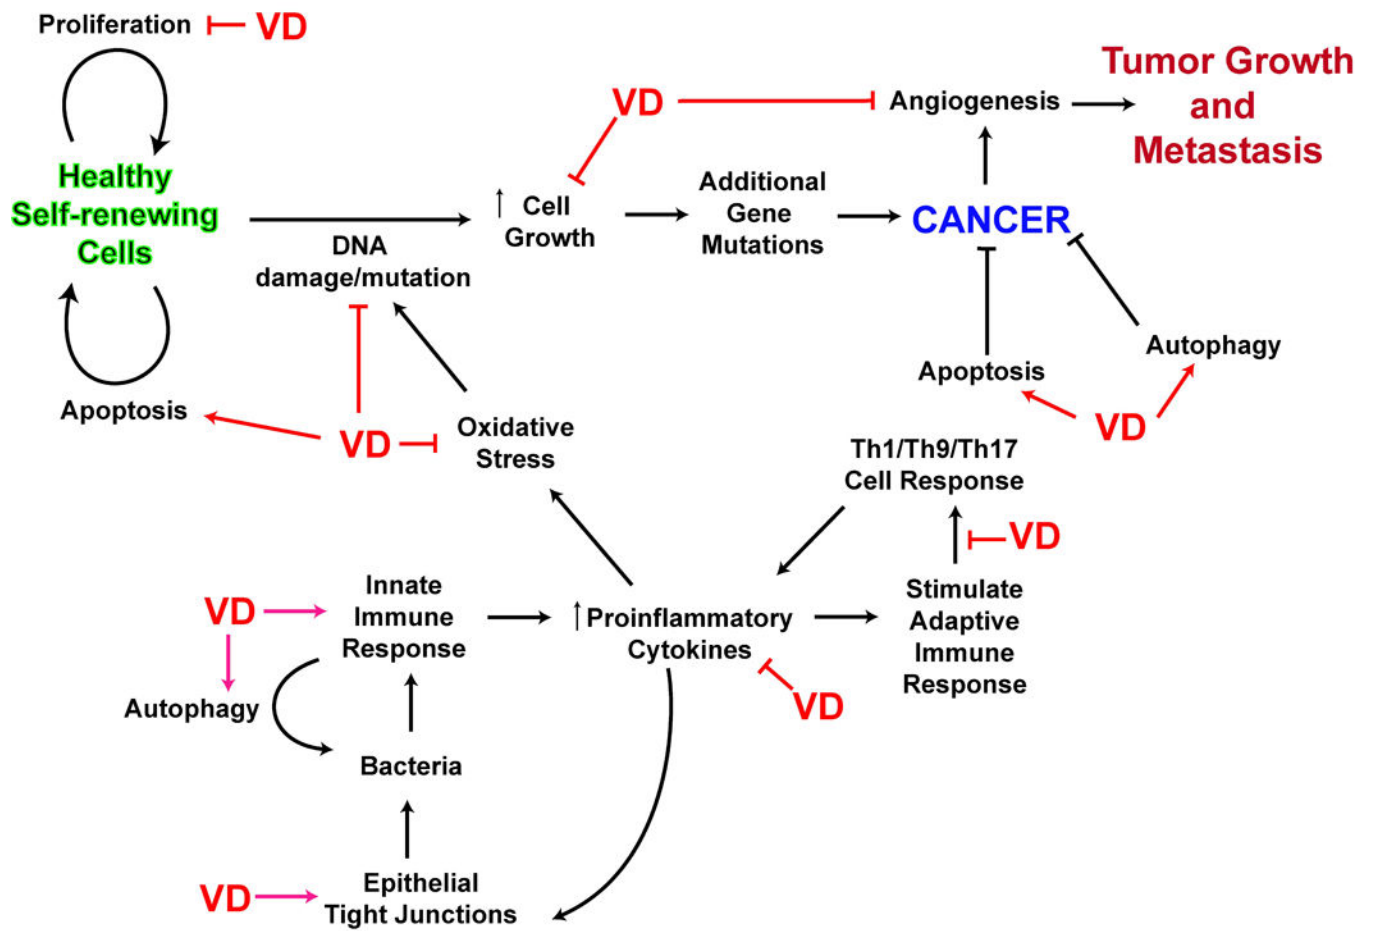 Proliferation
VD
Healthy
Self-renewing
Cells
Apoptosis
DNA
damage/mutation
VD
Oxidative
Stress
VD
↑ Cell
Growth
Additional
Gene
Mutations
CANCER
Angiogenesis
Tumor Growth
and
Metastasis
Apoptosis
Autophagy
VD
Th1/Th9/Th17
Cell Response
VD
Stimulate
Adaptive
Immune
Response
↑Proinflammatory
Cytokines
VD
VD
Innate
Immune
Response
Autophagy
Bacteria
VD
Epithelial
Tight Junctions